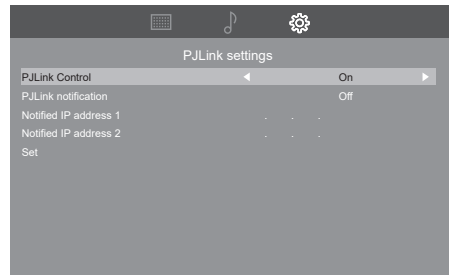 PJLink settings
PJLink Control On
PJLink notification Off
Notified IP address 1 . . .
Notified IP address 2 . . .
Set